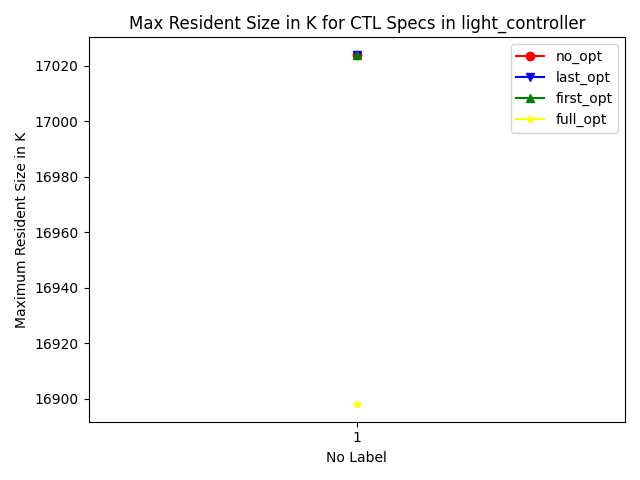 Max Resident Size in K for CTL Specs in light_controller
Maximum Resident Size in K
17020
17000
16980
16960
16940
16920
16900
no_opt
last_opt
first_opt
full_opt
1
No Label